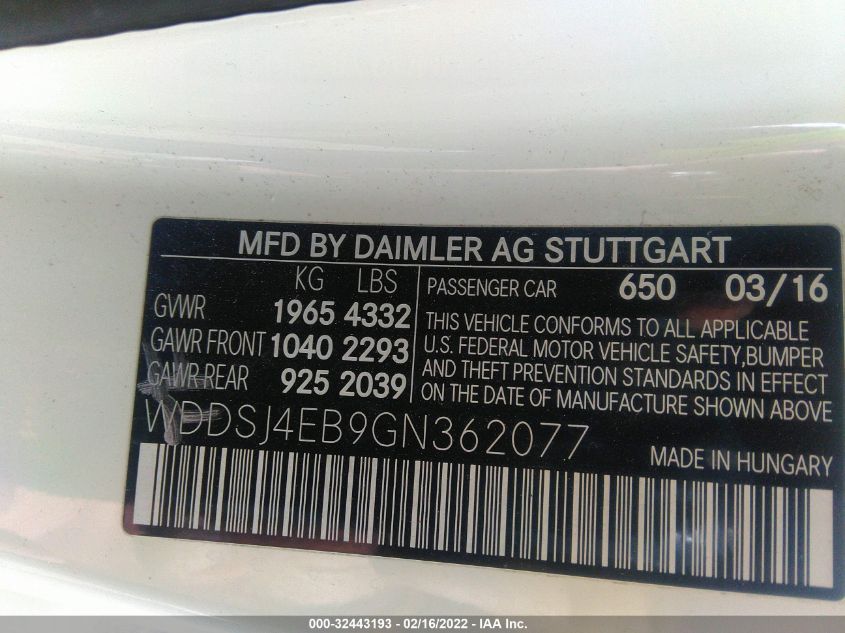 MFD BY DAIMLER AG STUTTGART
KG LBS
GVWR 1965 4332
GAWR FRONT 1040 2293
GAWR REAR 925 2039
PASSENGER CAR 650 03/16
THIS VEHICLE CONFORMS TO ALL APPLICABLE
U.S. FEDERAL MOTOR VEHICLE SAFETY,BUMPER
AND THEFT PREVENTION STANDARDS IN EFFECT
ON THE DATE OF MANUFACTURE SHOWN ABOVE
WDDSJ4EB9GN362077
MADE IN HUNGARY
000-32443193 - 02/16/2022 - IAA Inc.